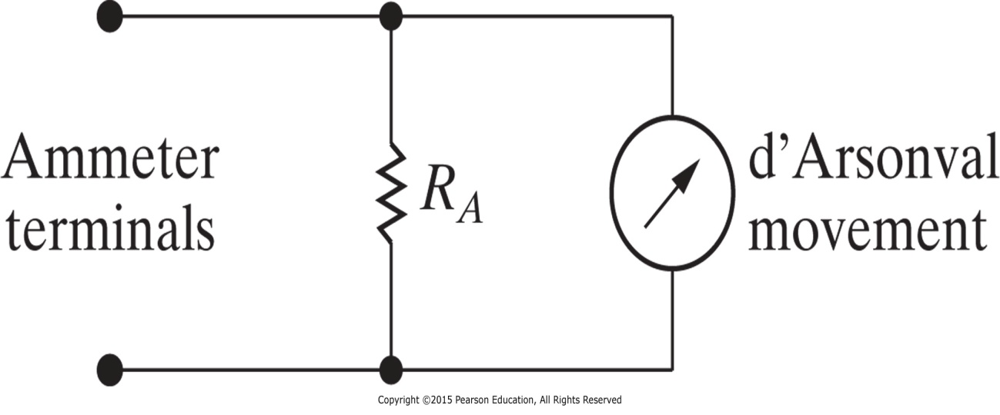 Ammeter
terminals
R_A
d’Arsonval
movement
Copyright ©2015 Pearson Education, All Rights Reserved